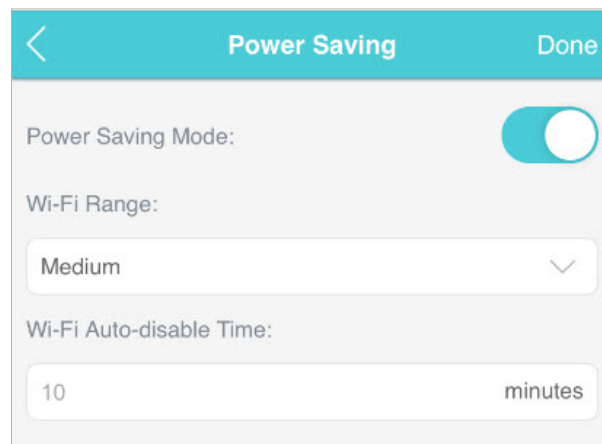 Power Saving Done
Power Saving Mode:
Wi-Fi Range:
Medium
Wi-Fi Auto-disable Time:
10 minutes